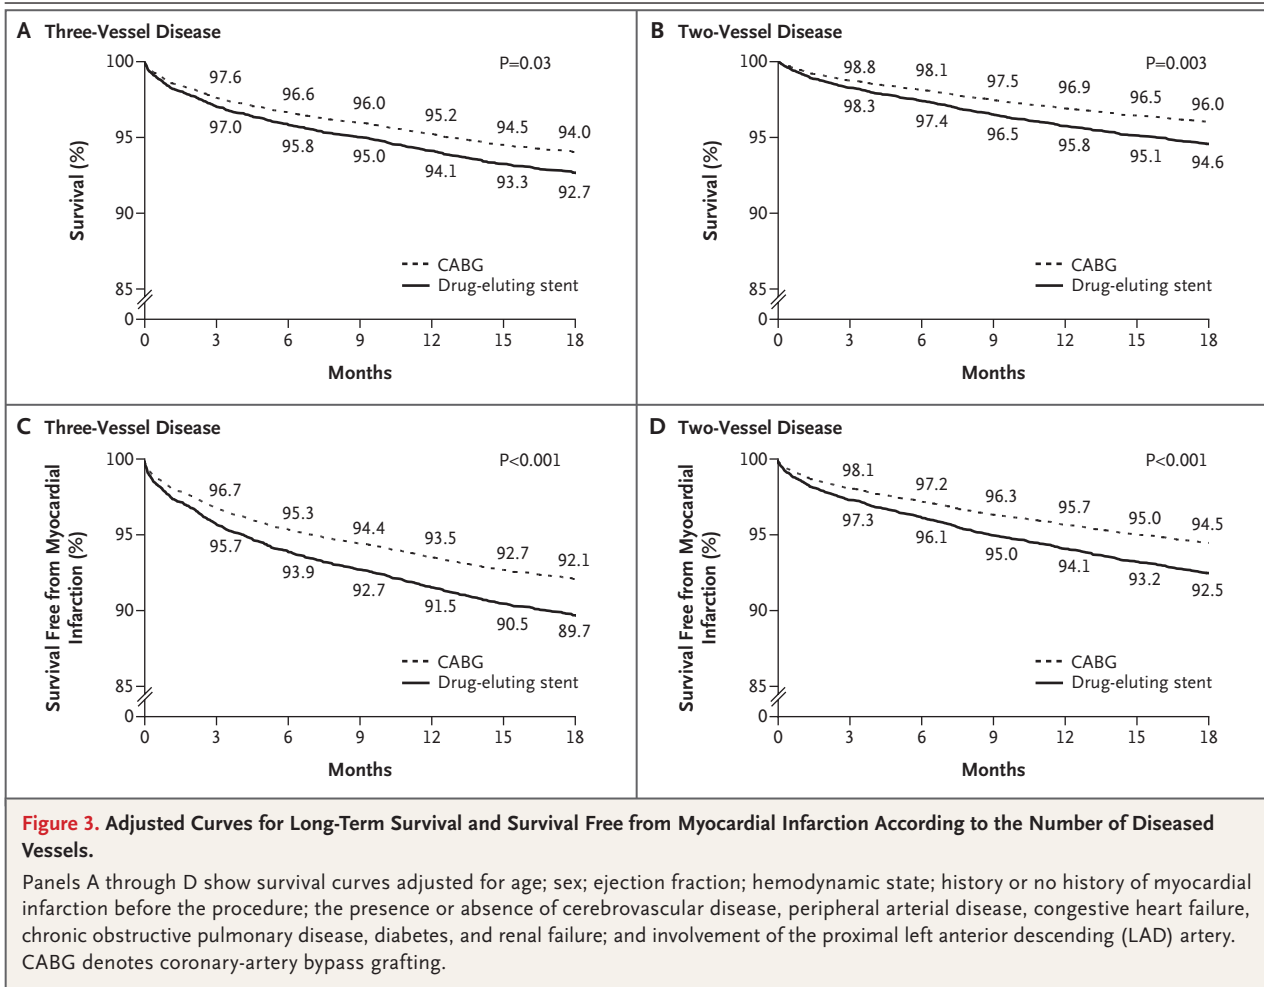 A Three-Vessel Disease
100
95
90
85
0
Survival (%)
P=0.03
97.6
96.6
96.0
95.2
94.5
94.0
97.0
95.8
95.0
94.1
93.3
92.7
CABG
Drug-eluting stent
0 3 6 9 12 15 18
Months
B Two-Vessel Disease
100
95
90
85
0
Survival (%)
P=0.003
98.8
98.1
97.5
96.9
96.5
96.0
98.3
97.4
96.5
95.8
95.1
94.6
CABG
Drug-eluting stent
0 3 6 9 12 15 18
Months
C Three-Vessel Disease
100
95
90
85
0
Survival Free from Myocardial
Infarction (%)
P<0.001
96.7
95.3
94.4
93.5
92.7
92.1
95.7
93.9
92.7
91.5
90.5
89.7
CABG
Drug-eluting stent
0 3 6 9 12 15 18
Months
D Two-Vessel Disease
100
95
90
85
0
Survival Free from Myocardial
Infarction (%)
P<0.001
98.1
97.2
96.3
95.7
95.0
94.5
97.3
96.1
95.0
94.1
93.2
92.5
CABG
Drug-eluting stent
0 3 6 9 12 15 18
Months
Figure 3. Adjusted Curves for Long-Term Survival and Survival Free from Myocardial Infarction According to the Number of Diseased
Vessels.
Panels A through D show survival curves adjusted for age; sex; ejection fraction; hemodynamic state; history or no history of myocardial
infarction before the procedure; the presence or absence of cerebrovascular disease, peripheral arterial disease, congestive heart failure,
chronic obstructive pulmonary disease, diabetes, and renal failure; and involvement of the proximal left anterior descending (LAD) artery.
CABG denotes coronary-artery bypass grafting.